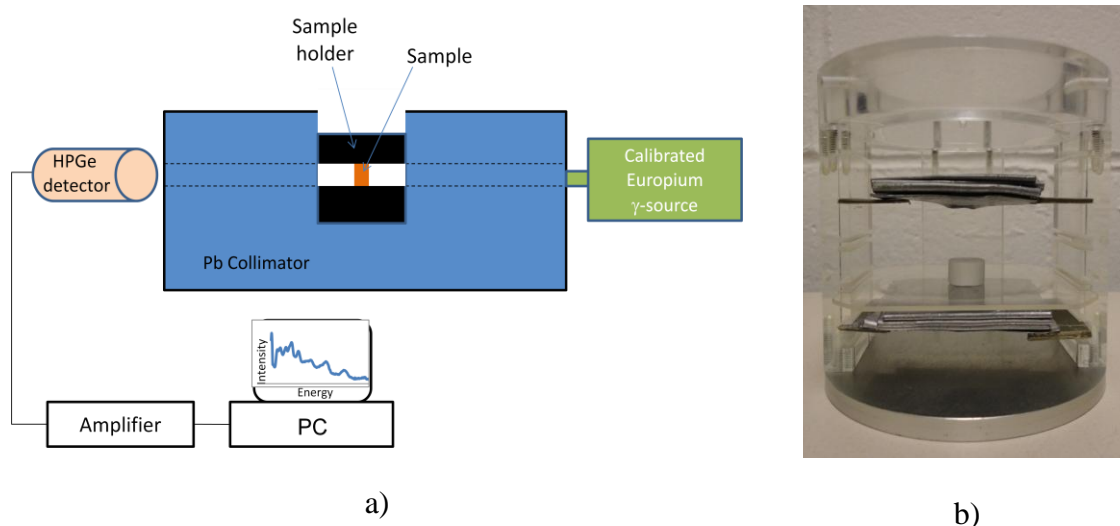 Sample
holder
Sample
HPGe
detector
Calibrated
Europium
γ-source
Pb Collimator
Intensity
Energy
Amplifier
PC
a)
b)